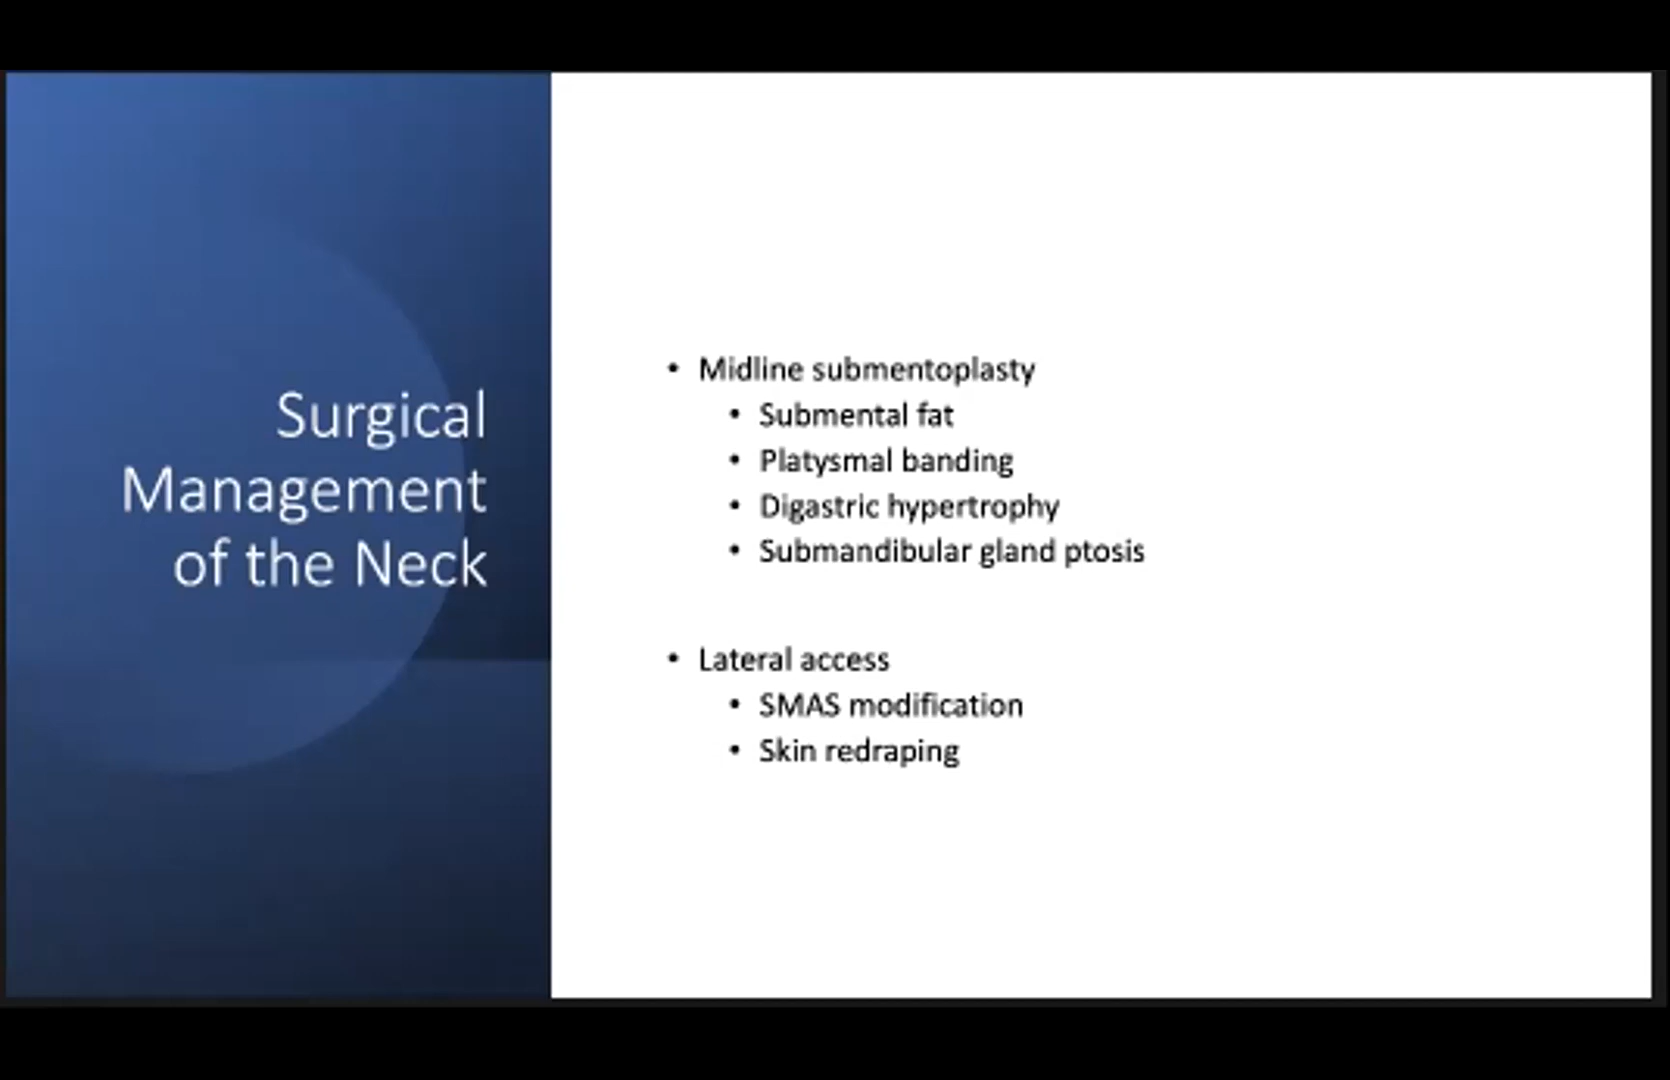 Surgical
Management
of the Neck
• Midline submentoplasty
• Submental fat
• Platysmal banding
• Digastric hypertrophy
• Submandibular gland ptosis
• Lateral access
• SMAS modification
• Skin redraping